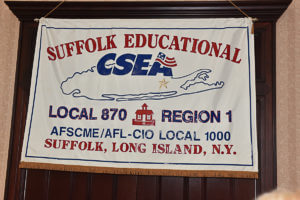 SUFFOLK EDUCATIONAL
CSEA
LOCAL 870 REGION 1
AFSCME/AFL-CIO LOCAL 1000
SUFFOLK, LONG ISLAND, N.Y.